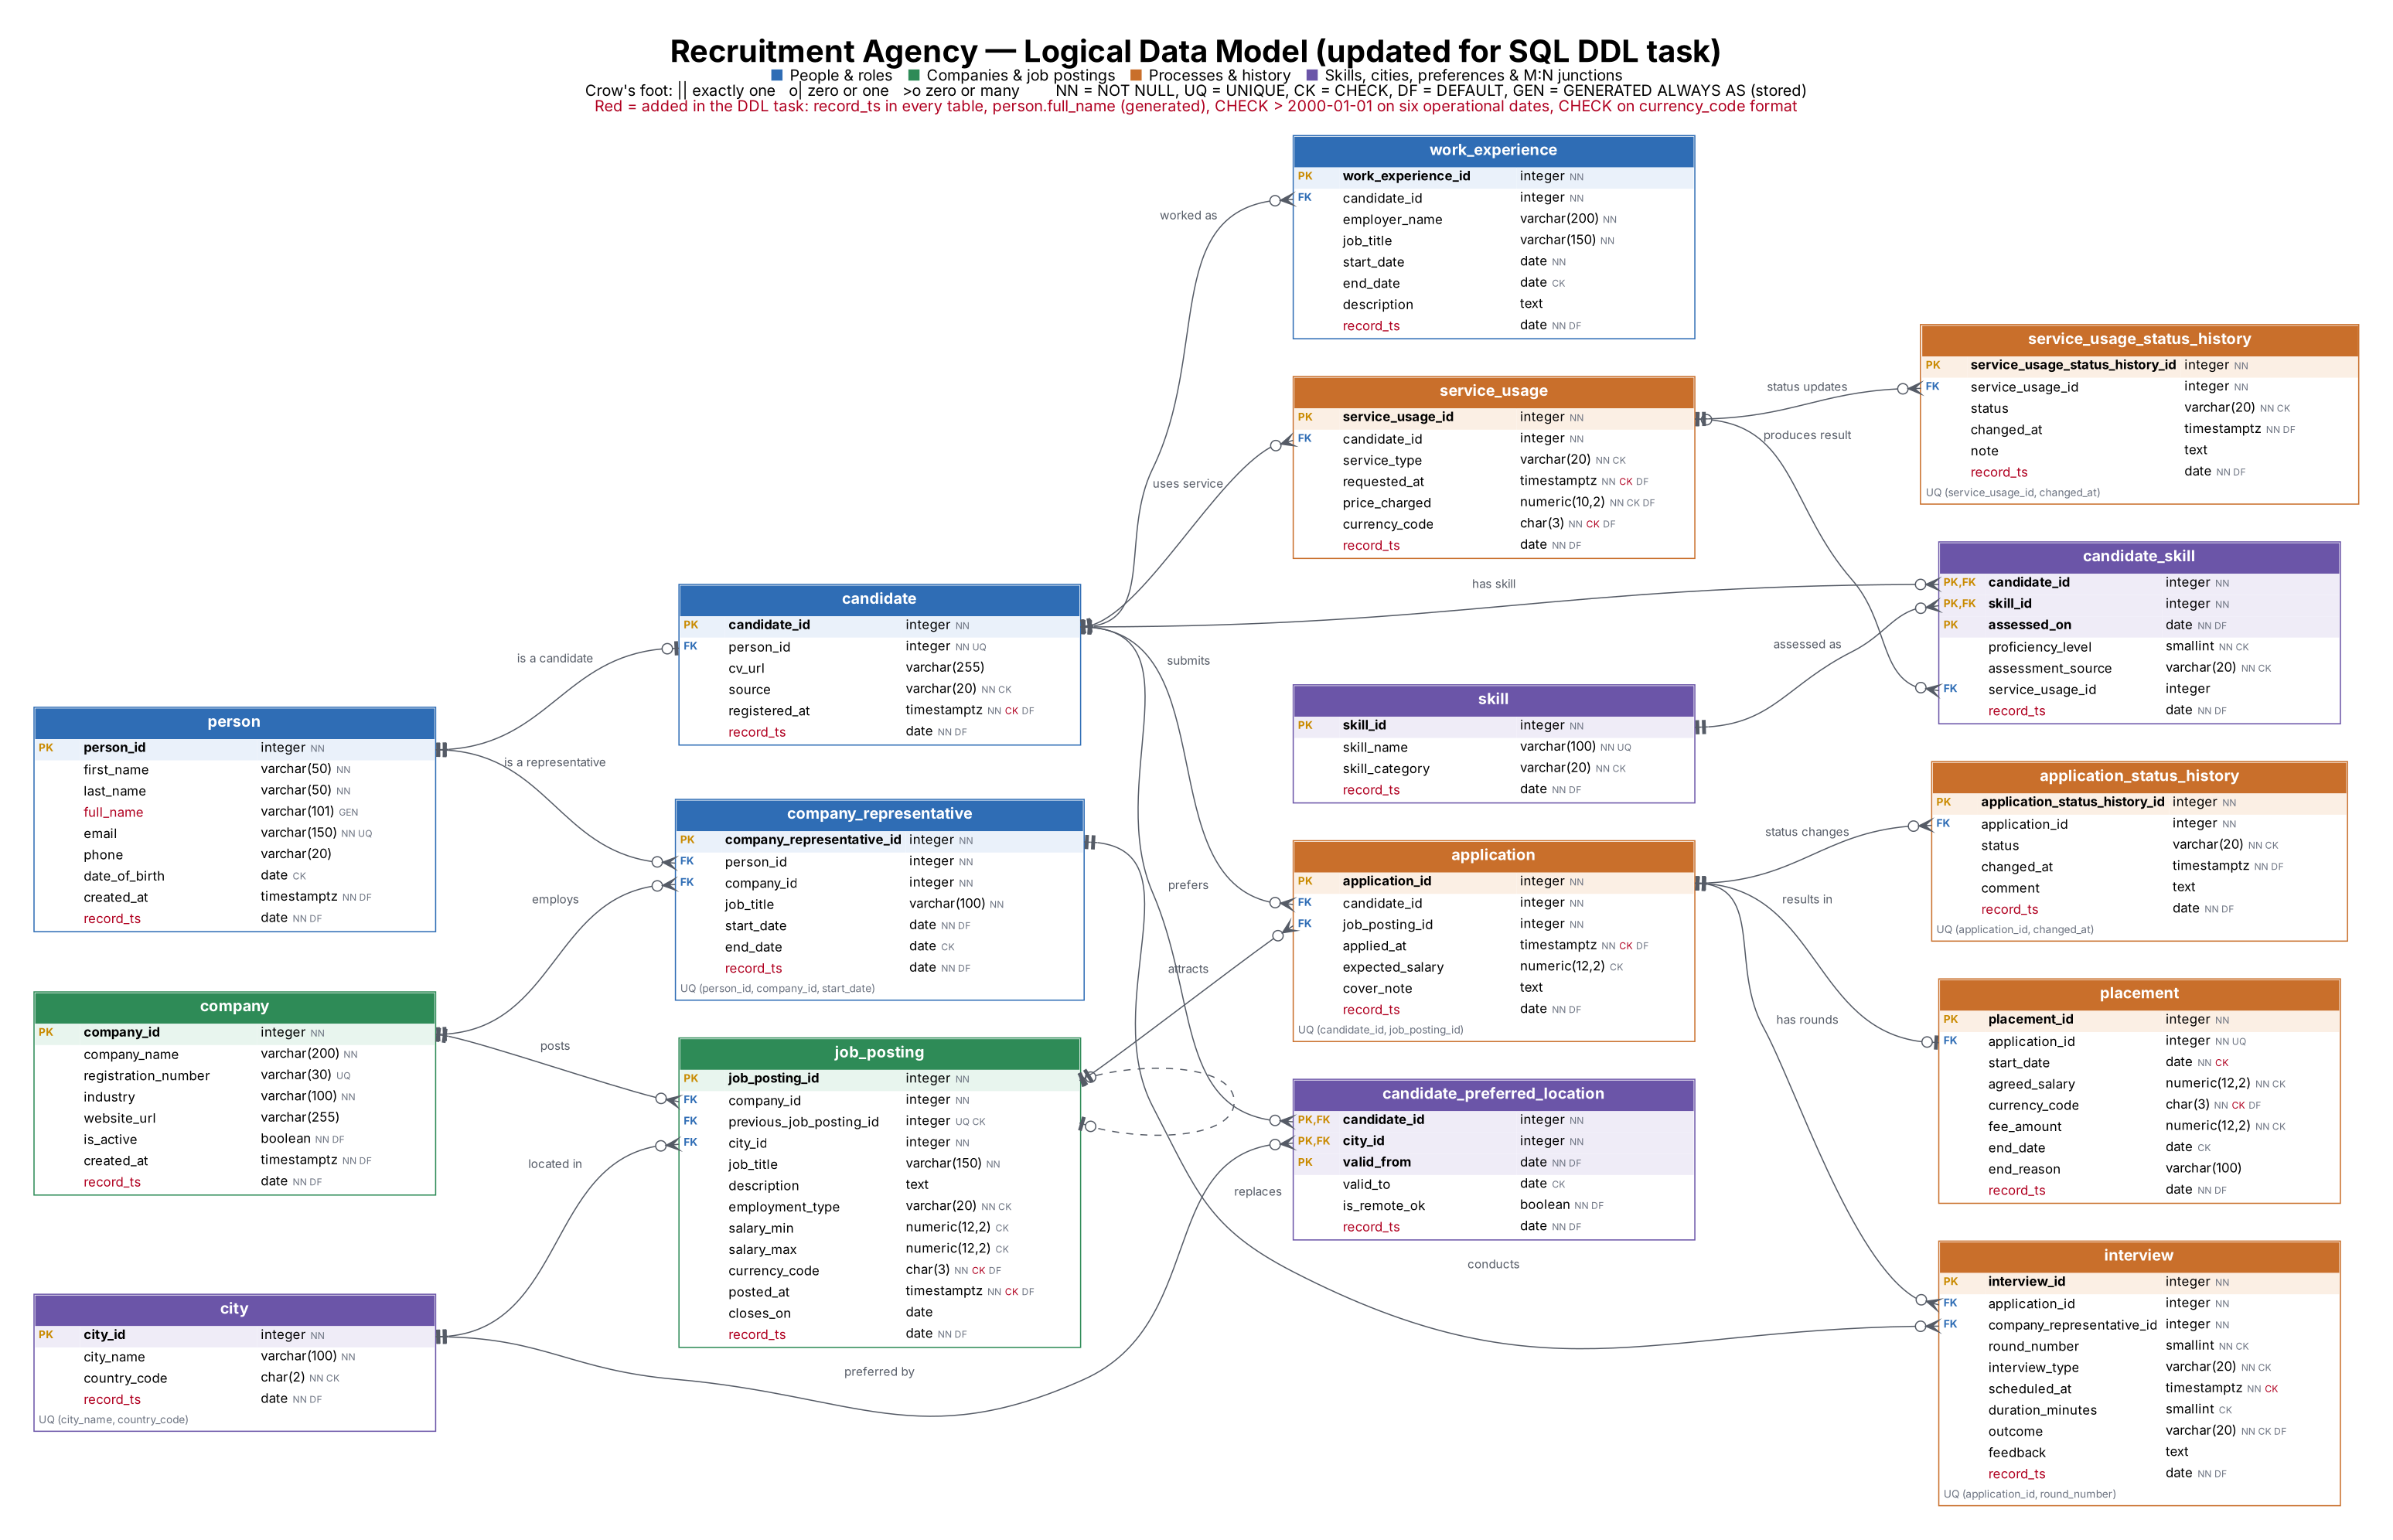 Recruitment Agency — Logical Data Model (updated for SQL DDL task)
People & roles Companies & job postings Processes & history Skills, cities, preferences & M:N junctions
Crow's foot: || exactly one o| zero or one >o zero or many NN = NOT NULL, UQ = UNIQUE, CK = CHECK, DF = DEFAULT, GEN = GENERATED ALWAYS AS (stored)
Red = added in the DDL task: record_ts in every table, person.full_name (generated), CHECK > 2000-01-01 on six operational dates, CHECK on currency_code format
person
PK person_id integer NN
first_name varchar(50) NN
last_name varchar(50) NN
full_name varchar(101) GEN
email varchar(150) NN UQ
phone varchar(20)
date_of_birth date CK
created_at timestamptz NN DF
record_ts date NN DF
company
PK company_id integer NN
company_name varchar(200) NN
registration_number varchar(30) UQ
industry varchar(100) NN
website_url varchar(255)
is_active boolean NN DF
created_at timestamptz NN DF
record_ts date NN DF
city
PK city_id integer NN
city_name varchar(100) NN
country_code char(2) NN CK
record_ts date NN DF
UQ (city_name, country_code)
is a candidate
is a representative
employs
posts
located in
preferred by
candidate
PK candidate_id integer NN
FK person_id integer NN UQ
cv_url varchar(255)
source varchar(20) NN CK
registered_at timestamptz NN CK DF
record_ts date NN DF
company_representative
PK company_representative_id integer NN
FK person_id integer NN
FK company_id integer NN
job_title varchar(100) NN
start_date date NN DF
end_date date CK
record_ts date NN DF
UQ (person_id, company_id, start_date)
job_posting
PK job_posting_id integer NN
FK company_id integer NN
FK previous_job_posting_id integer UQ CK
FK city_id integer NN
job_title varchar(150) NN
description text
employment_type varchar(20) NN CK
salary_min numeric(12,2) CK
salary_max numeric(12,2) CK
currency_code char(3) NN CK DF
posted_at timestamptz NN CK DF
closes_on date
record_ts date NN DF
worked as
uses service
has skill
submits
prefers
attracts
replaces
conducts
work_experience
PK work_experience_id integer NN
FK candidate_id integer NN
employer_name varchar(200) NN
job_title varchar(150) NN
start_date date NN
end_date date CK
description text
record_ts date NN DF
service_usage
PK service_usage_id integer NN
FK candidate_id integer NN
service_type varchar(20) NN CK
requested_at timestamptz NN CK DF
price_charged numeric(10,2) NN CK DF
currency_code char(3) NN CK DF
record_ts date NN DF
skill
PK skill_id integer NN
skill_name varchar(100) NN UQ
skill_category varchar(20) NN CK
record_ts date NN DF
application
PK application_id integer NN
FK candidate_id integer NN
FK job_posting_id integer NN
applied_at timestamptz NN CK DF
expected_salary numeric(12,2) CK
cover_note text
record_ts date NN DF
UQ (candidate_id, job_posting_id)
candidate_preferred_location
PK,FK candidate_id integer NN
PK,FK city_id integer NN
PK valid_from date NN DF
valid_to date CK
is_remote_ok boolean NN DF
record_ts date NN DF
status updates
produces result
assessed as
status changes
results in
has rounds
service_usage_status_history
PK service_usage_status_history_id integer NN
FK service_usage_id integer NN
status varchar(20) NN CK
changed_at timestamptz NN DF
note text
record_ts date NN DF
UQ (service_usage_id, changed_at)
candidate_skill
PK,FK candidate_id integer NN
PK,FK skill_id integer NN
PK assessed_on date NN DF
proficiency_level smallint NN CK
assessment_source varchar(20) NN CK
FK service_usage_id integer
record_ts date NN DF
application_status_history
PK application_status_history_id integer NN
FK application_id integer NN
status varchar(20) NN CK
changed_at timestamptz NN DF
comment text
record_ts date NN DF
UQ (application_id, changed_at)
placement
PK placement_id integer NN
FK application_id integer NN UQ
start_date date NN CK
agreed_salary numeric(12,2) NN CK
currency_code char(3) NN CK DF
fee_amount numeric(12,2) NN CK
end_date date CK
end_reason varchar(100)
record_ts date NN DF
interview
PK interview_id integer NN
FK application_id integer NN
FK company_representative_id integer NN
round_number smallint NN CK
interview_type varchar(20) NN CK
scheduled_at timestamptz NN CK
duration_minutes smallint CK
outcome varchar(20) NN CK DF
feedback text
record_ts date NN DF
UQ (application_id, round_number)